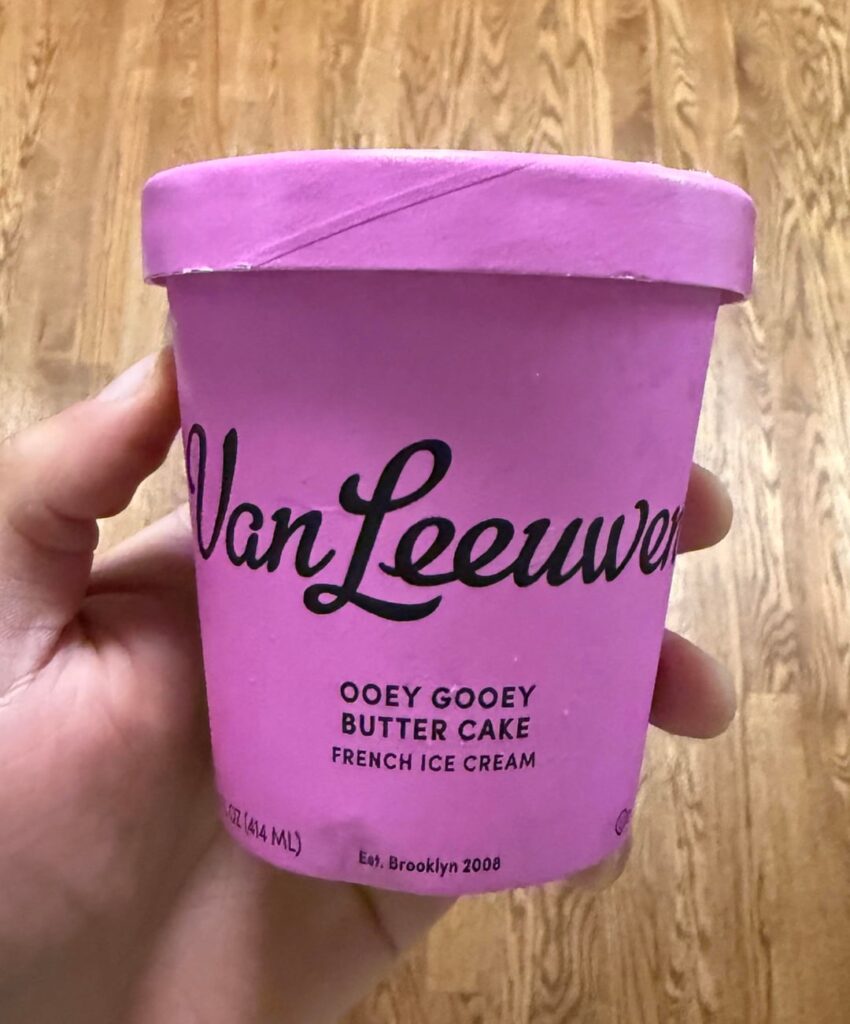 Van Leeuwen
OOEY GOOEY
BUTTER CAKE
FRENCH ICE CREAM
OZ (414 ML)
Est. Brooklyn 2008